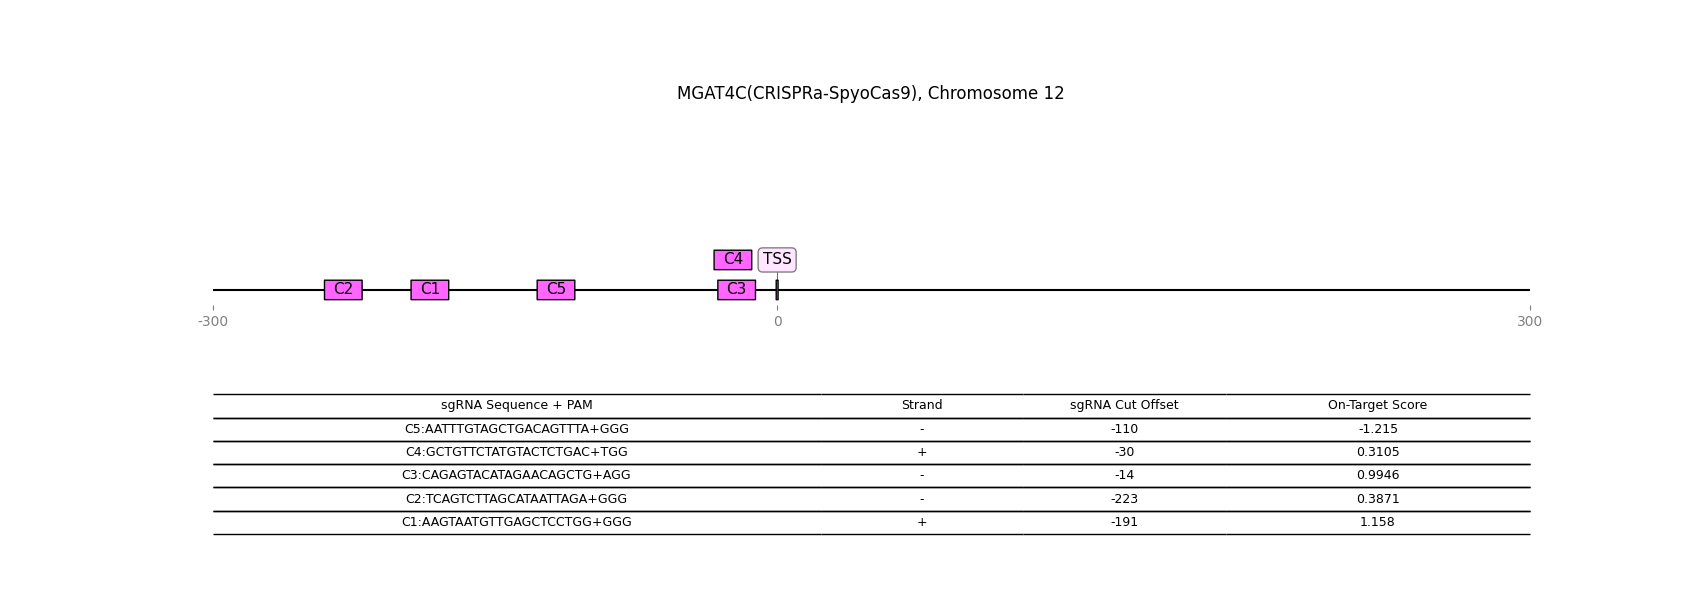 MGAT4C(CRISPRa-SpyoCas9), Chromosome 12
C4 TSS
C2 C1 C5 C3
-300 0 300
sgRNA Sequence + PAM Strand sgRNA Cut Offset On-Target Score
C5:AATTTGTAGCTGACAGTTTA+GGG - -110 -1.215
C4:GCTGTTCTATGTACTCTGAC+TGG + -30 0.3105
C3:CAGAGTACATAGAACAGCTG+AGG - -14 0.9946
C2:TCAGTCTTAGCATAATTAGA+GGG - -223 0.3871
C1:AAGTAATGTTGAGCTCCTGG+GGG + -191 1.158